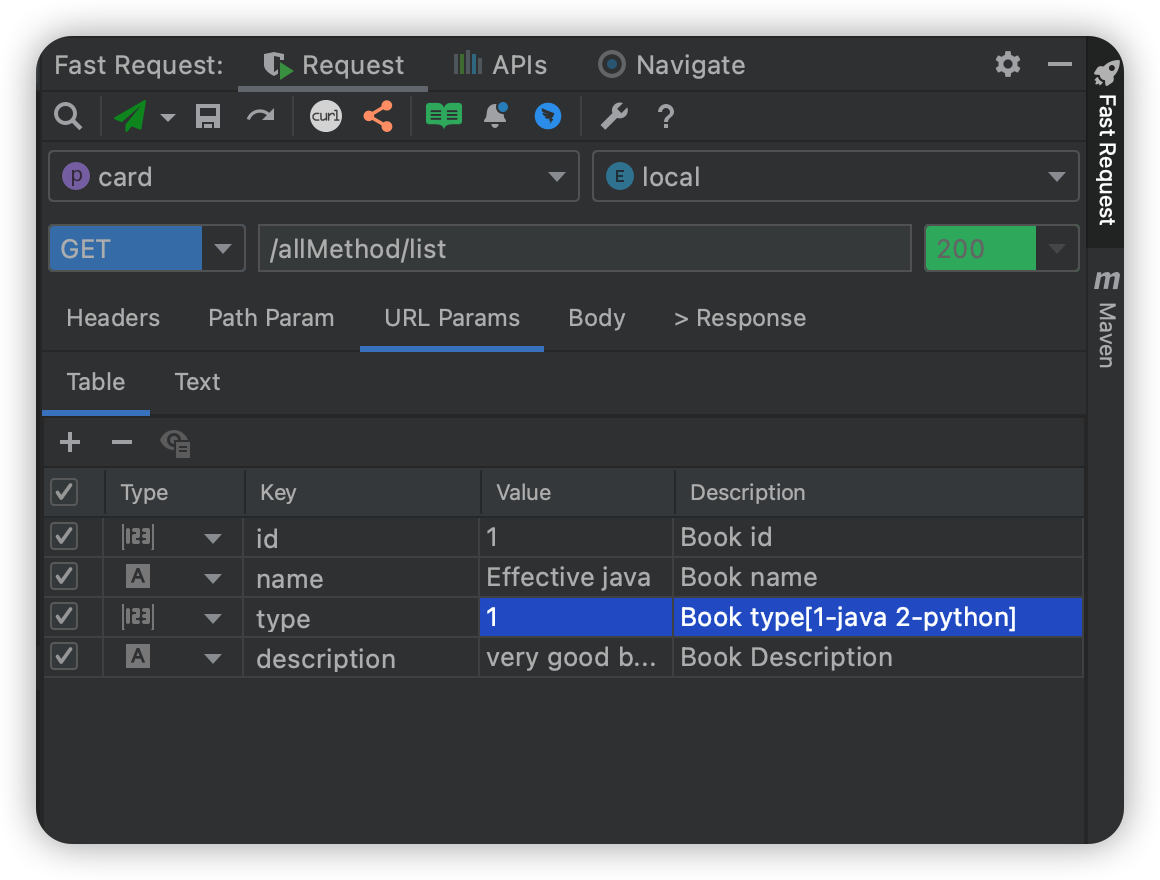 Fast Request: Request APIs Navigate
curl ?
p card E local
GET /allMethod/list 200
Headers Path Param URL Params Body > Response
Table Text
Type Key Value Description
123 id 1 Book id
A name Effective java Book name
123 type 1 Book type[1-java 2-python]
A description very good b... Book Description
Fast Request
m Maven